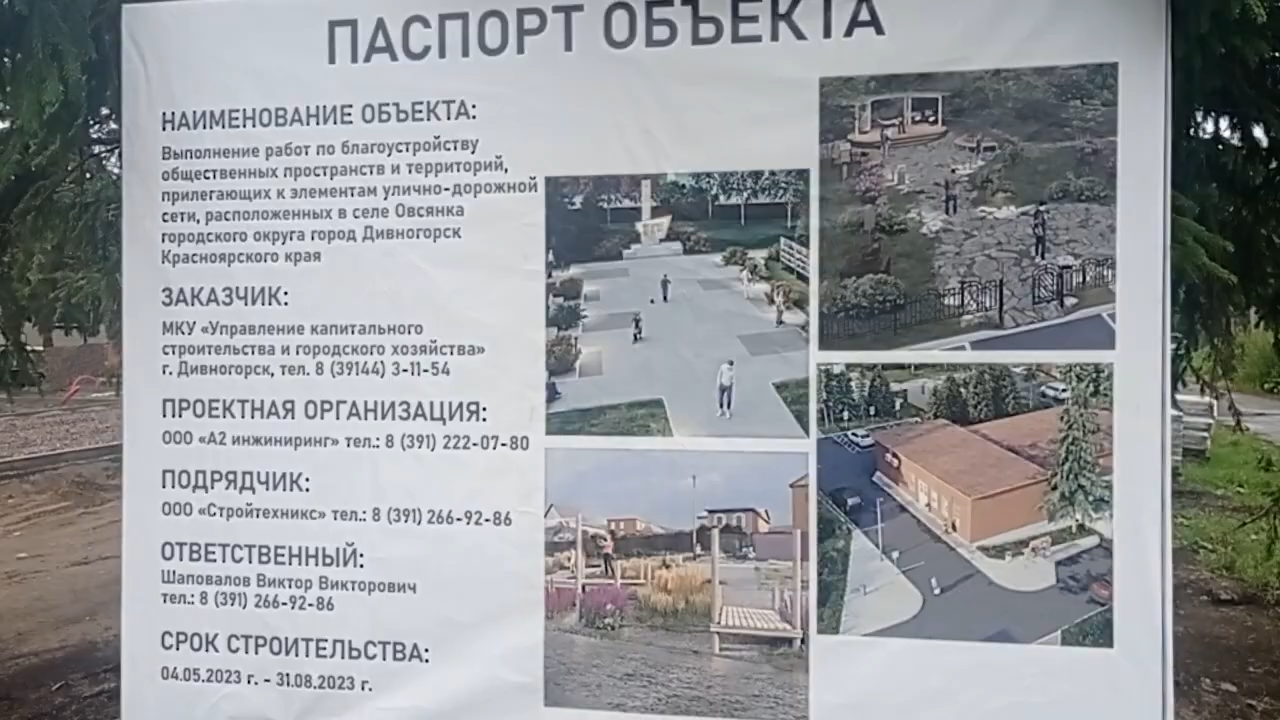 ПАСПОРТ ОБЪЕКТА
НАИМЕНОВАНИЕ ОБЪЕКТА:
Выполнение работ по благоустройству
общественных пространств и территорий,
прилегающих к элементам улично-дорожной
сети, расположенных в селе Овсянка
городского округа город Дивногорск
Красноярского края
ЗАКАЗЧИК:
МКУ «Управление капитального
строительства и городского хозяйства»
г. Дивногорск, тел. 8 (39144) 3-11-54
ПРОЕКТНАЯ ОРГАНИЗАЦИЯ:
ООО «А2 инжиниринг» тел.: 8 (391) 222-07-80
ПОДРЯДЧИК:
ООО «Стройтехникс» тел.: 8 (391) 266-92-86
ОТВЕТСТВЕННЫЙ:
Шаповалов Виктор Викторович
тел.: 8 (391) 266-92-86
СРОК СТРОИТЕЛЬСТВА:
04.05.2023 г. - 31.08.2023 г.